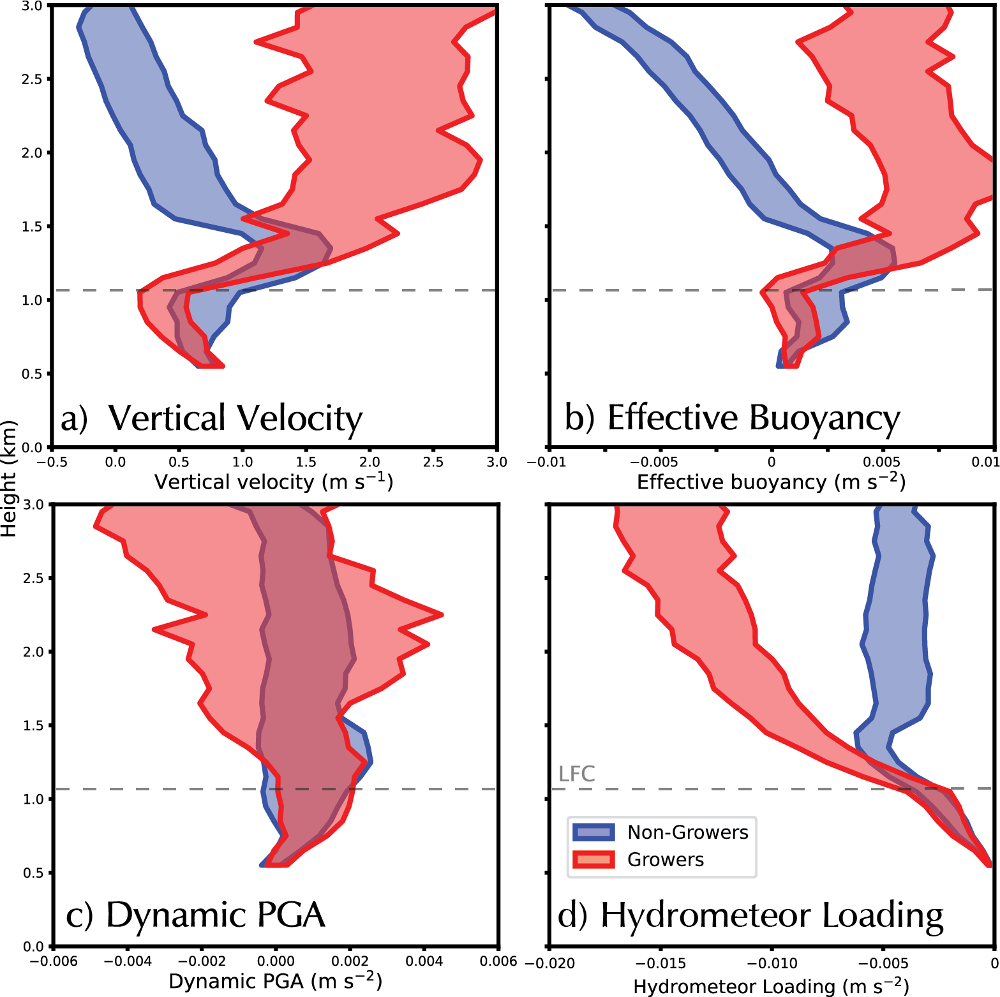 3.0
2.5
2.0
1.5
1.0
0.5
0.0
a) Vertical Velocity
−0.5 0.0 0.5 1.0 1.5 2.0 2.5 3.0
Vertical velocity (m s−1)
b) Effective Buoyancy
−0.01 −0.005 0 0.005 0.01
Effective buoyancy (m s−2)
Height (km)
3.0
2.5
2.0
1.5
1.0
0.5
0.0
c) Dynamic PGA
−0.006 −0.004 −0.002 0.000 0.002 0.004 0.006
Dynamic PGA (m s−2)
LFC
Non-Growers
Growers
d) Hydrometeor Loading
−0.020 −0.015 −0.010 −0.005 0
Hydrometeor Loading (m s−2)